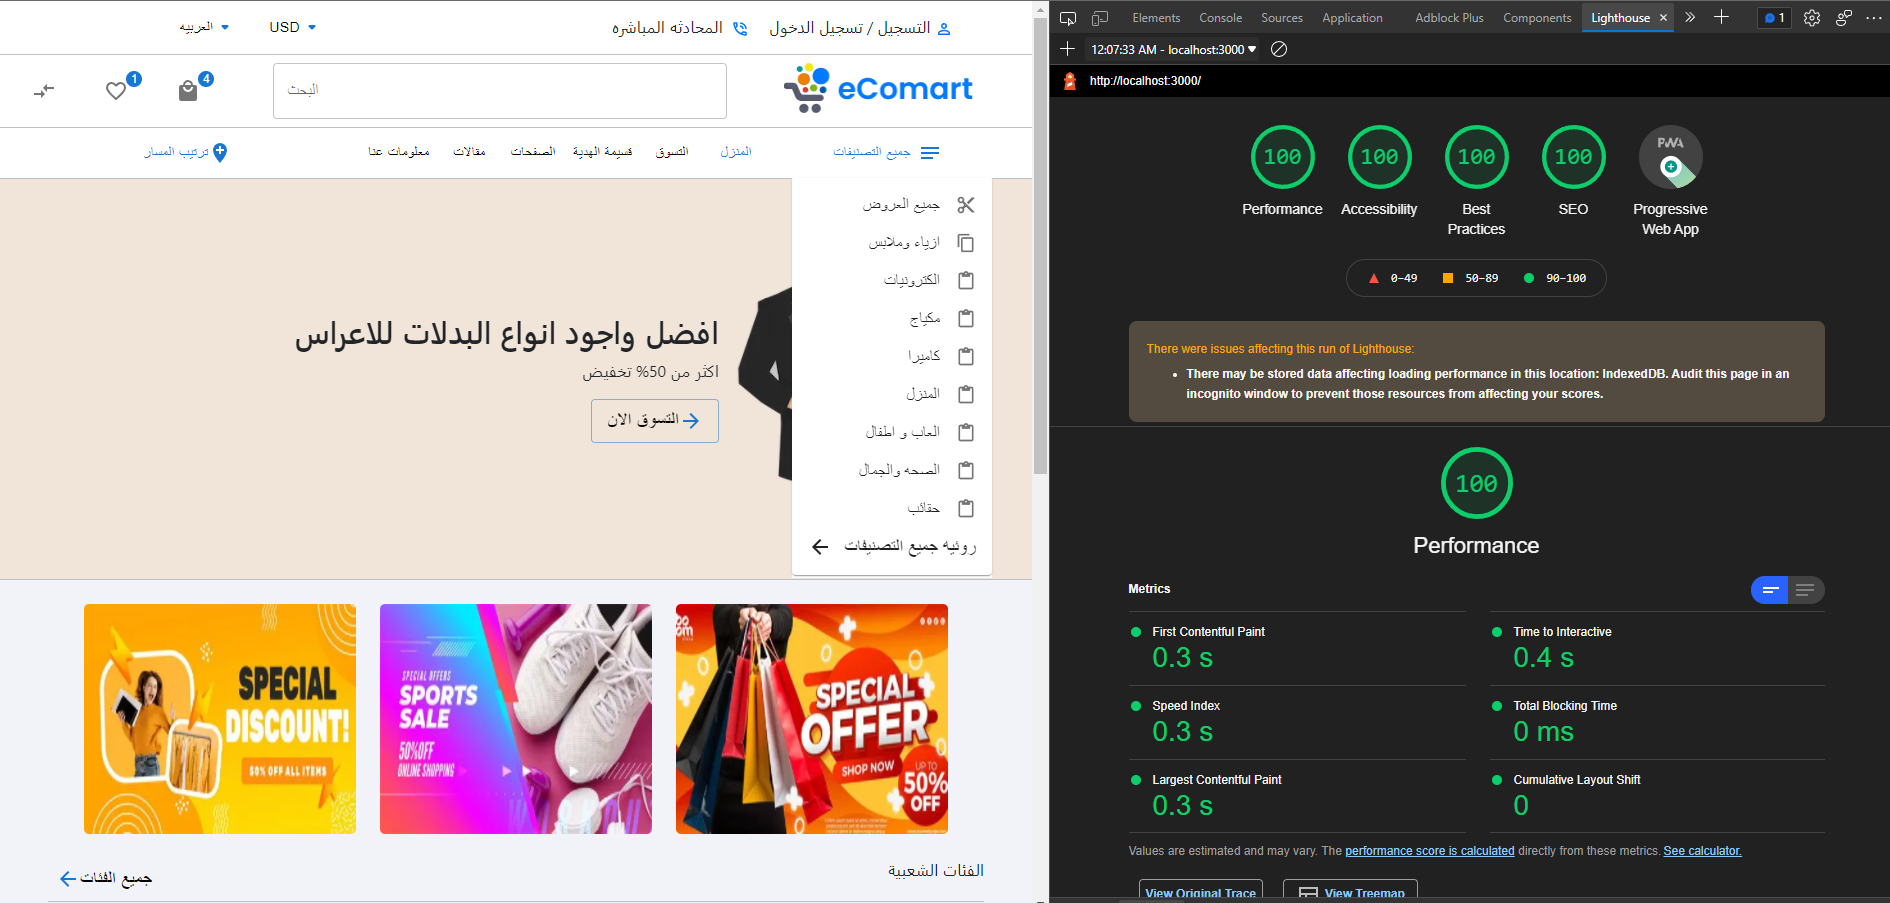 التسجيل / تسجيل الدخول
المحادثه المباشره
USD
العربيه
eComart
البحث
4
1
جميع التصنيفات
المنزل
التسوق
قسيمة الهدية
الصفحات
مقالات
معلومات عنا
ترتيب المسار
جميع العروض
ازياء وملابس
الكترونيات
مكياج
كاميرا
المنزل
العاب و اطفال
الصحه والجمال
حقائب
روئيه جميع التصنيفات
افضل واجود انواع البدلات للاعراس
اكثر من 50% تخفيض
التسوق الان
SPECIAL
DISCOUNT!
50% OFF ALL ITEMS
SPECIAL OFFERS
SPORTS
SALE
50%OFF
ONLINE SHOPPING
SPECIAL
OFFER
SHOP NOW
UP TO
50%
OFF
الفئات الشعبية
جميع الفئات
Elements Console Sources Application Adblock Plus Components Lighthouse
1
12:07:33 AM - localhost:3000
http://localhost:3000/
100 100 100 100 PWA
Performance Accessibility Best Practices SEO Progressive Web App
0–49 50–89 90–100
There were issues affecting this run of Lighthouse:
There may be stored data affecting loading performance in this location: IndexedDB. Audit this page in an
incognito window to prevent those resources from affecting your scores.
100
Performance
Metrics
First Contentful Paint
0.3 s
Time to Interactive
0.4 s
Speed Index
0.3 s
Total Blocking Time
0 ms
Largest Contentful Paint
0.3 s
Cumulative Layout Shift
0
Values are estimated and may vary. The performance score is calculated directly from these metrics. See calculator.
View Original Trace
View Treemap